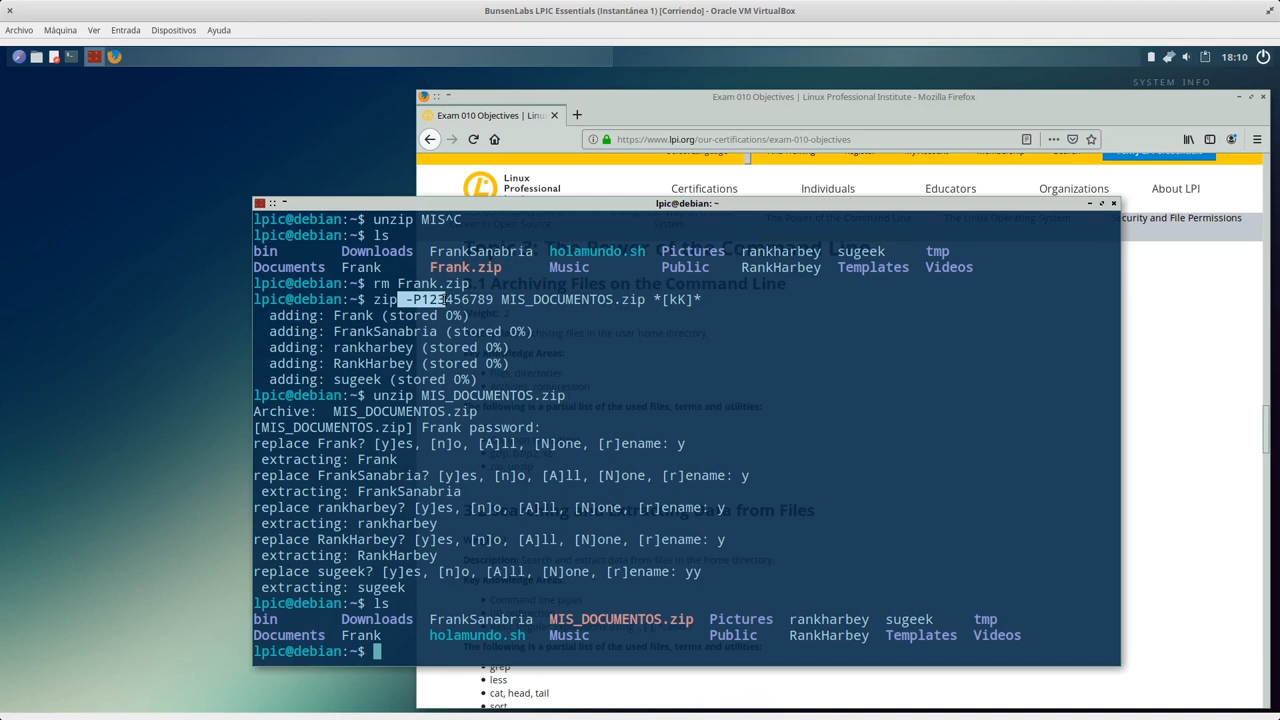 BunsenLabs LPIC Essentials (Instantánea 1) [Corriendo] - Oracle VM VirtualBox
Archivo Máquina Ver Entrada Dispositivos Ayuda
18:10
SYSTEM INFO
Exam 010 Objectives | Linux Professional Institute - Mozilla Firefox
Exam 010 Objectives | Linu
https://www.lpi.org/our-certifications/exam-010-objectives
Linux
Professional
Institute
Certifications Individuals Educators Organizations About LPI
lpic@debian: ~
Security and File Permissions
lpic@debian:~$ unzip MIS^C
lpic@debian:~$ ls
bin Downloads FrankSanabria holamundo.sh Pictures rankharbey sugeek tmp
Documents Frank Frank.zip Music Public RankHarbey Templates Videos
lpic@debian:~$ rm Frank.zip
lpic@debian:~$ zip -P123456789 MIS_DOCUMENTOS.zip *[kK]*
adding: Frank (stored 0%)
adding: FrankSanabria (stored 0%)
adding: rankharbey (stored 0%)
adding: RankHarbey (stored 0%)
adding: sugeek (stored 0%)
lpic@debian:~$ unzip MIS_DOCUMENTOS.zip
Archive: MIS_DOCUMENTOS.zip
[MIS_DOCUMENTOS.zip] Frank password:
replace Frank? [y]es, [n]o, [A]ll, [N]one, [r]ename: y
extracting: Frank
replace FrankSanabria? [y]es, [n]o, [A]ll, [N]one, [r]ename: y
extracting: FrankSanabria
replace rankharbey? [y]es, [n]o, [A]ll, [N]one, [r]ename: y
extracting: rankharbey
replace RankHarbey? [y]es, [n]o, [A]ll, [N]one, [r]ename: y
extracting: RankHarbey
replace sugeek? [y]es, [n]o, [A]ll, [N]one, [r]ename: yy
extracting: sugeek
lpic@debian:~$ ls
bin Downloads FrankSanabria MIS_DOCUMENTOS.zip Pictures rankharbey sugeek tmp
Documents Frank holamundo.sh Music Public RankHarbey Templates Videos
lpic@debian:~$
grep
less
cat, head, tail
sort